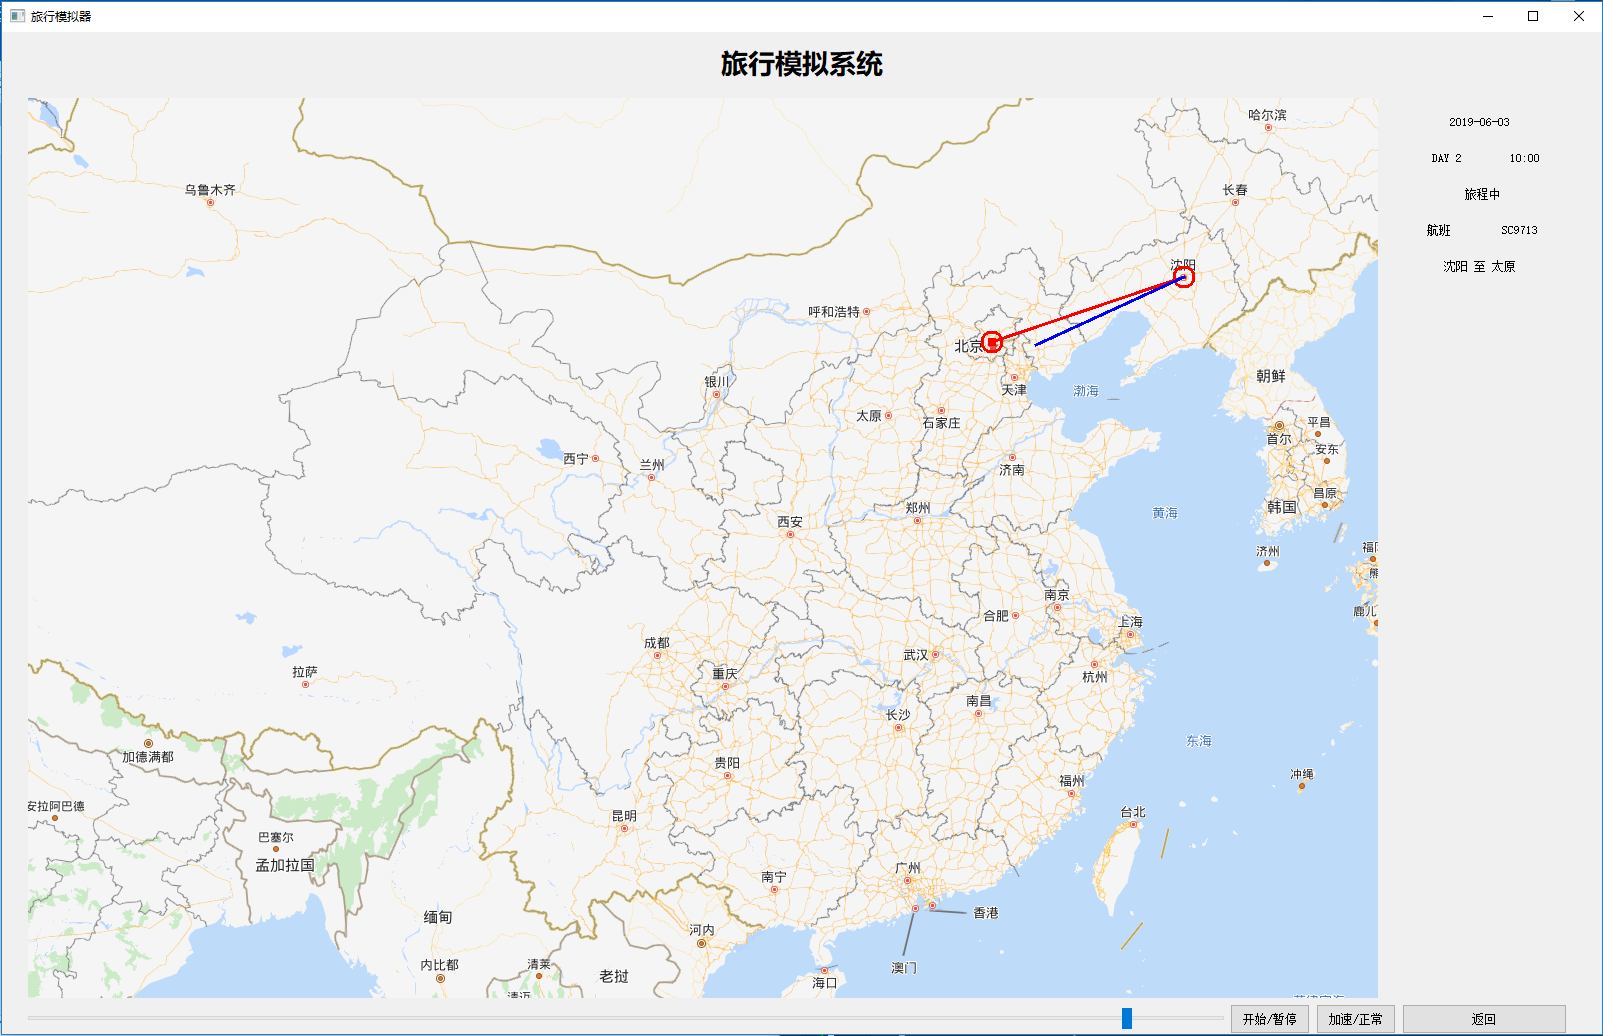 旅行模拟器
旅行模拟系统
哈尔滨
2019-06-03
DAY 2 10:00
乌鲁木齐
长春
旅程中
航班 SC9713
沈阳
沈阳 至 太原
呼和浩特
北京
朝鲜
银川
天津
渤海
太原
石家庄
平昌
首尔
安东
西宁
兰州
济南
昌原
韩国
郑州
黄海
西安
济州
南京
合肥
鹿儿
上海
成都
武汉
拉萨
重庆
杭州
南昌
长沙
东海
加德满都
贵阳
冲绳
福州
安拉阿巴德
昆明
台北
巴塞尔
孟加拉国
广州
南宁
缅甸
香港
河内
内比都
清莱
澳门
老挝
海口
开始/暂停
加速/正常
返回